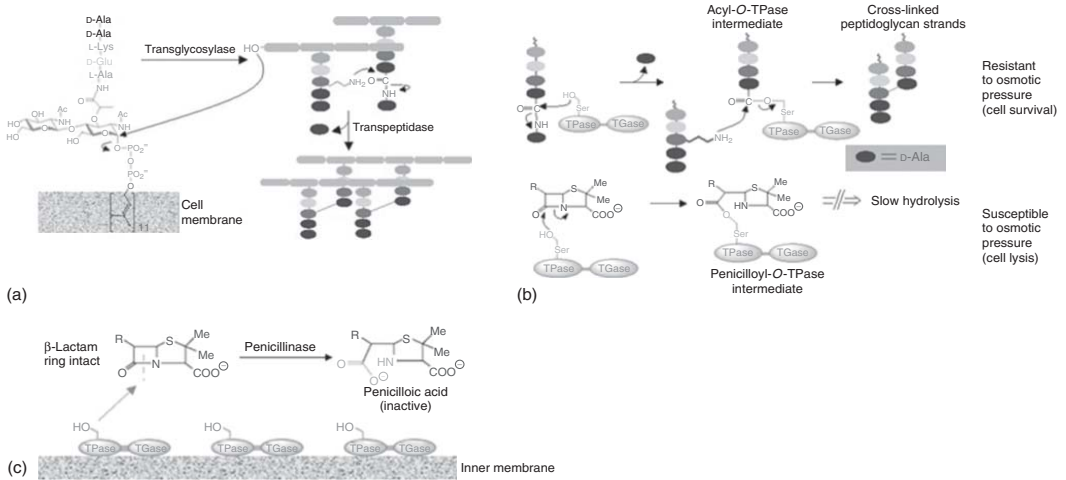 D-Ala
D-Ala
L-Lys
D-Glu
L-Ala
NH
O
Ac
NH
O
HO
HO
HO
O
O
HO
O
Ac
NH
O
O
PO₂⁻
O
PO₂⁻
O
11
Cell
membrane
Transglycosylase
HO
NH₂
O
C
NH
Transpeptidase
(a)
Acyl-O-TPase
intermediate
Cross-linked
peptidoglycan strands
O
C
NH
HO
Ser
TPase
TGase
O
C
O
Ser
TPase
TGase
NH₂
Resistant
to osmotic
pressure
(cell survival)
D-Ala
R
S
Me
Me
N
O
COO⊖
HO
Ser
TPase
TGase
R
S
Me
Me
HN
COO⊖
O
O
Ser
TPase
TGase
Penicilloyl-O-TPase
intermediate
Slow hydrolysis
Susceptible
to osmotic
pressure
(cell lysis)
(b)
β-Lactam
ring intact
R
S
Me
Me
N
O
COO⊖
Penicillinase
R
S
Me
Me
HN
O
O⊖
COO⊖
Penicilloic acid
(inactive)
HO
HO
HO
TPase
TGase
TPase
TGase
TPase
TGase
Inner membrane
(c)